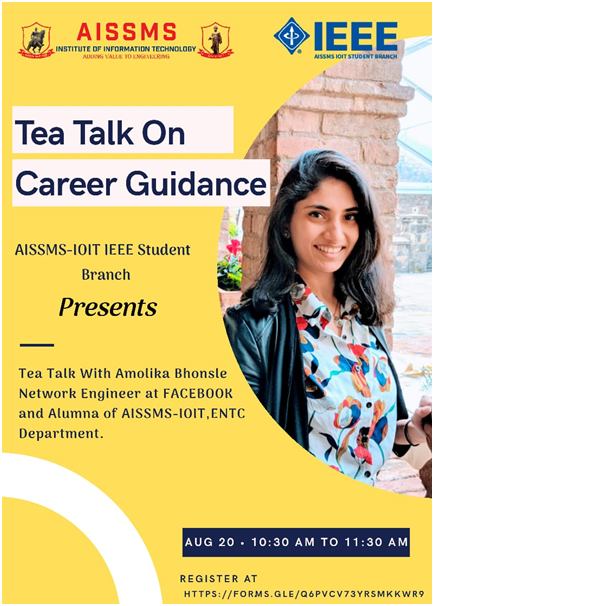 AISSMS
INSTITUTE OF INFORMATION TECHNOLOGY
ADDING VALUE TO ENGINEERING
IEEE
AISSMS IOIT STUDENT BRANCH
Tea Talk On
Career Guidance
AISSMS-IOIT IEEE Student
Branch
Presents
Tea Talk With Amolika Bhonsle
Network Engineer at FACEBOOK
and Alumna of AISSMS-IOIT,ENTC
Department.
AUG 20 • 10:30 AM TO 11:30 AM
REGISTER AT
HTTPS://FORMS.GLE/Q6PVCV73YRSMKKWR9